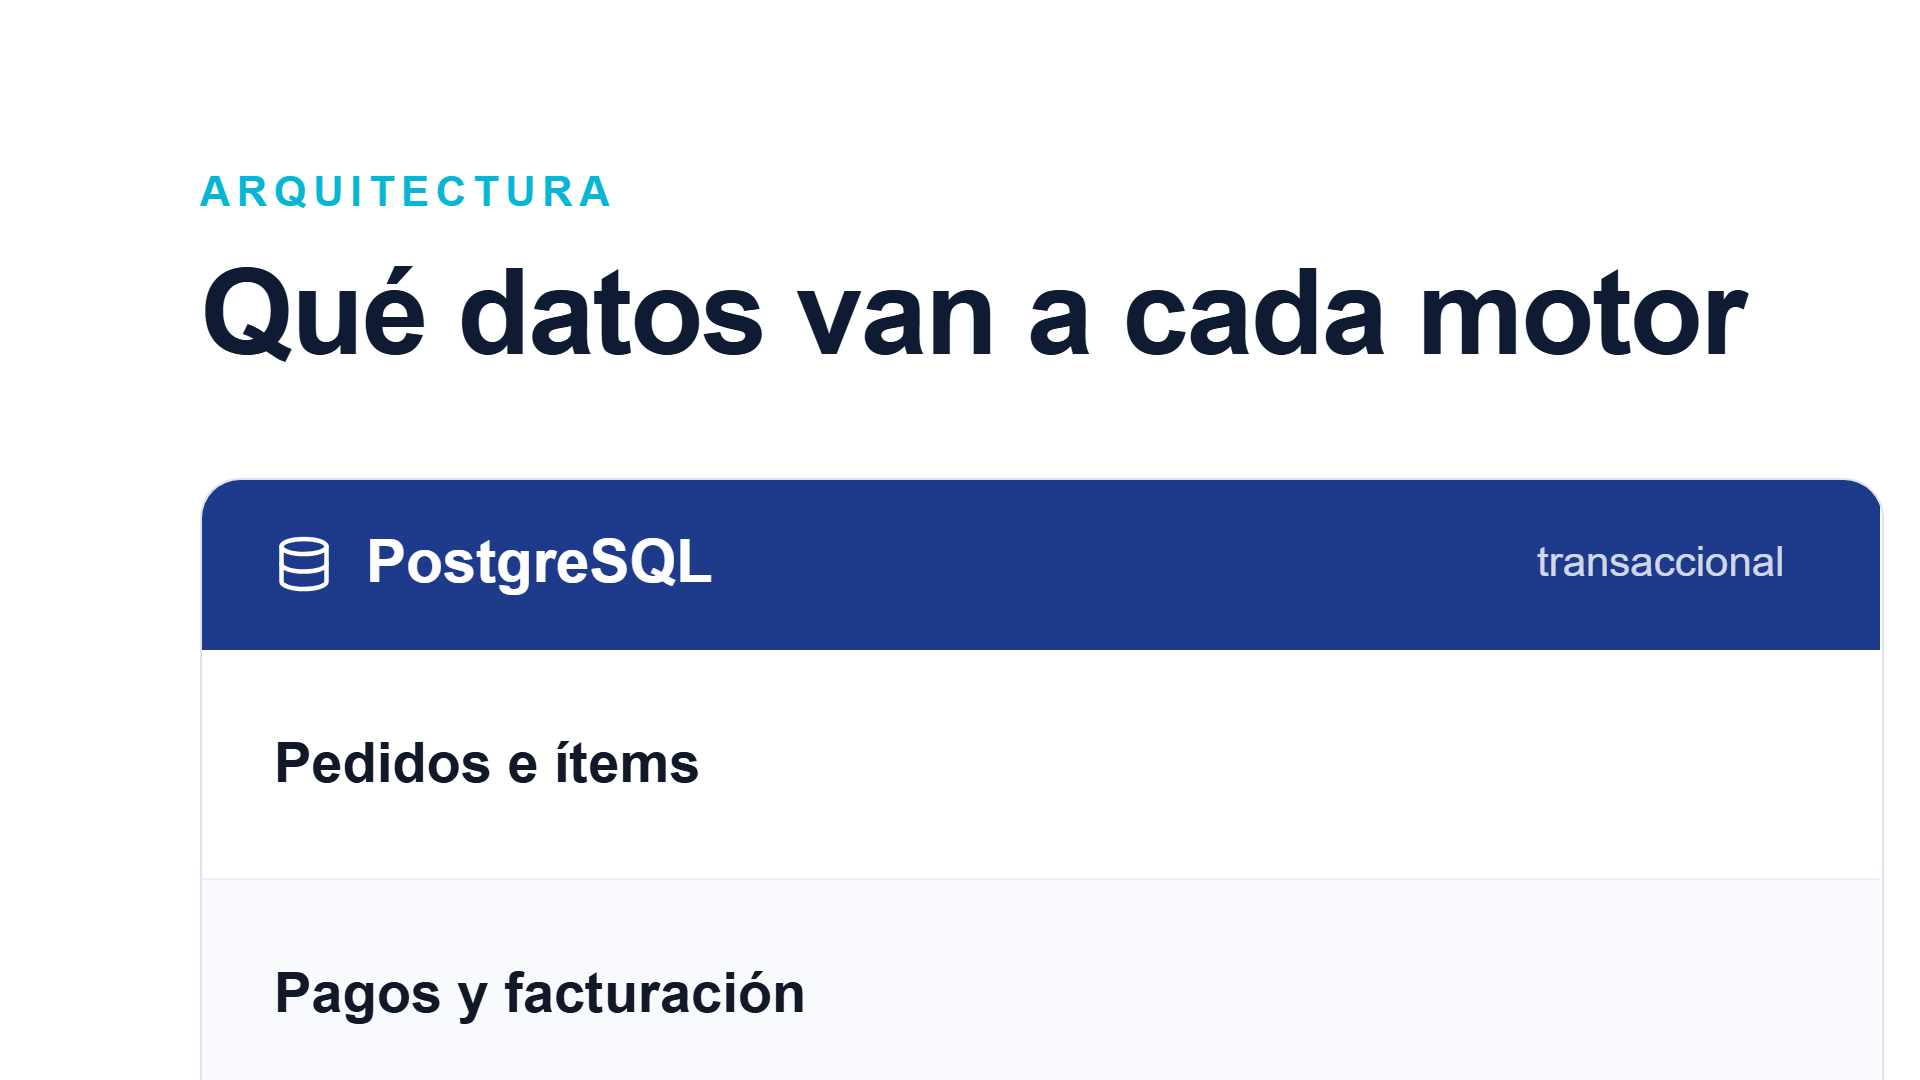 ARQUITECTURA
Qué datos van a cada motor
PostgreSQL
transaccional
Pedidos e ítems
Pagos y facturación